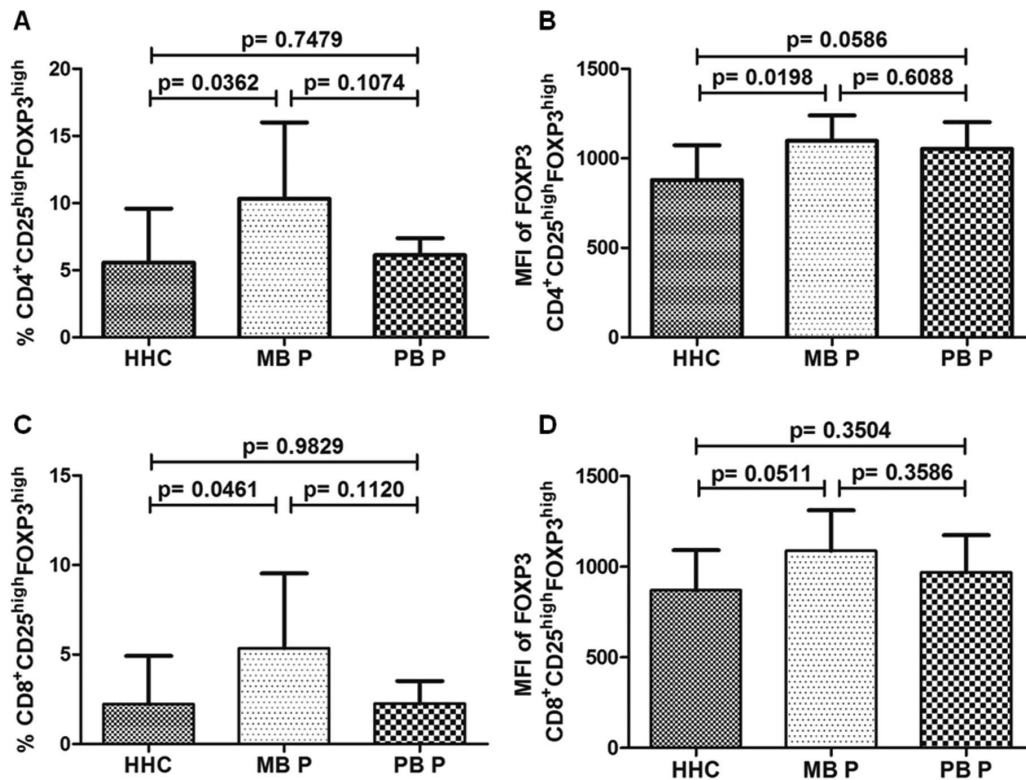 A
p= 0.7479
p= 0.0362
p= 0.1074
% CD4⁺CD25ʰⁱᵍʰFOXP3ʰⁱᵍʰ
20
15
10
5
0
HHC
MB P
PB P
B
p= 0.0586
p= 0.0198
p= 0.6088
MFI of FOXP3
CD4⁺CD25ʰⁱᵍʰFOXP3ʰⁱᵍʰ
1500
1000
500
0
HHC
MB P
PB P
C
p= 0.9829
p= 0.0461
p= 0.1120
% CD8⁺CD25ʰⁱᵍʰFOXP3ʰⁱᵍʰ
15
10
5
0
HHC
MB P
PB P
D
p= 0.3504
p= 0.0511
p= 0.3586
MFI of FOXP3
CD8⁺CD25ʰⁱᵍʰFOXP3ʰⁱᵍʰ
1500
1000
500
0
HHC
MB P
PB P